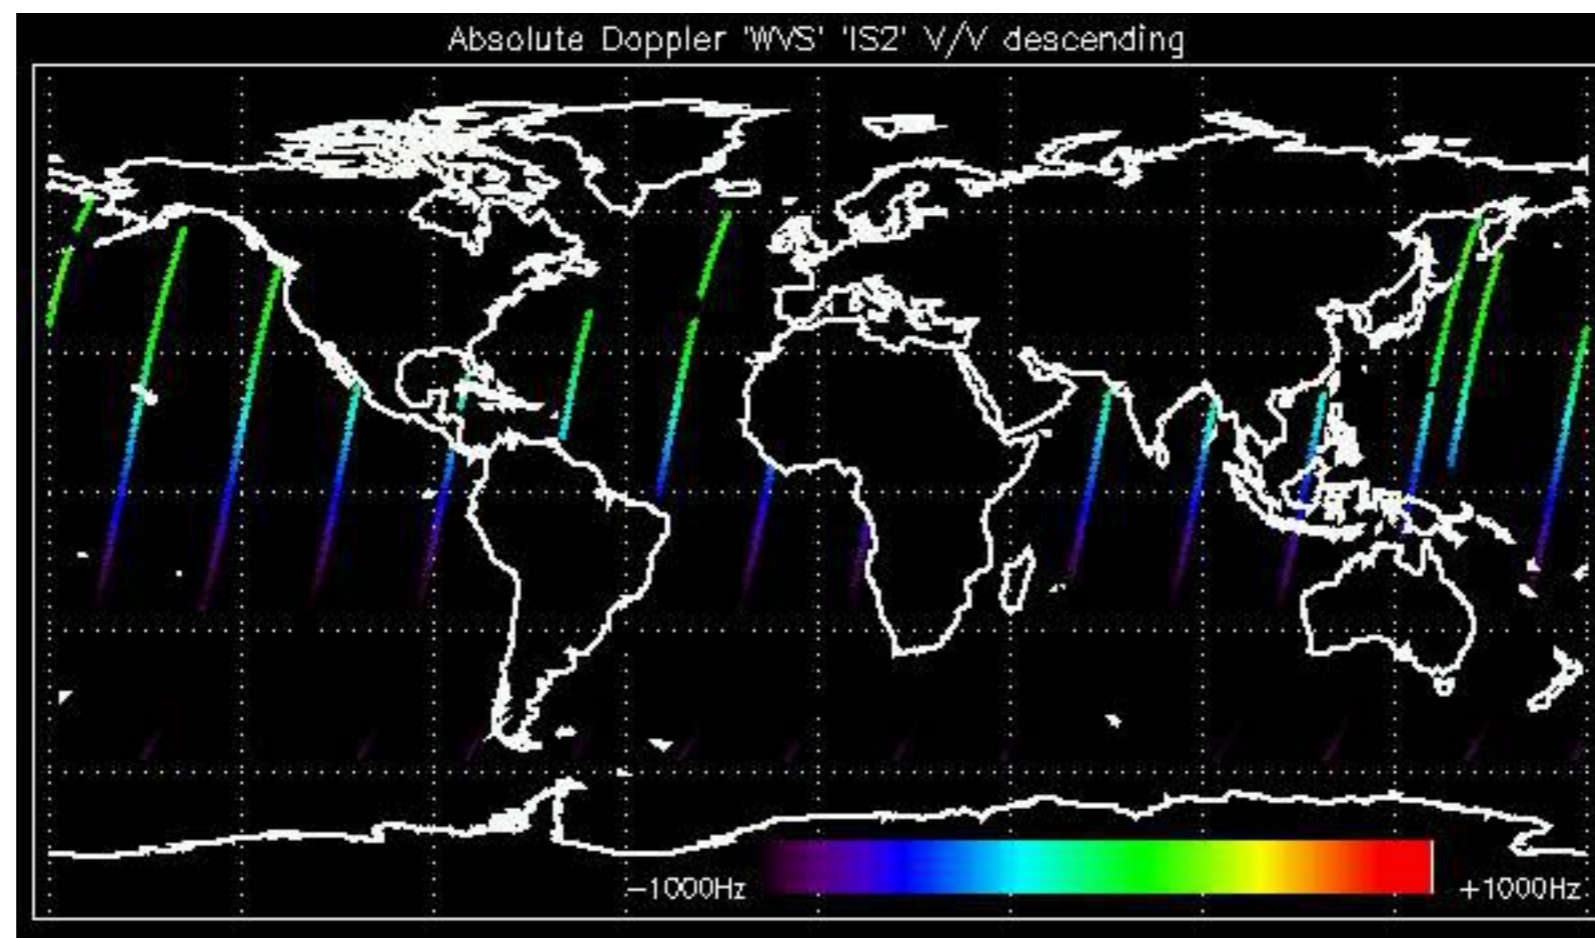 Absolute Doppler 'WVS' 'IS2' V/V descending
−1000Hz
+1000Hz